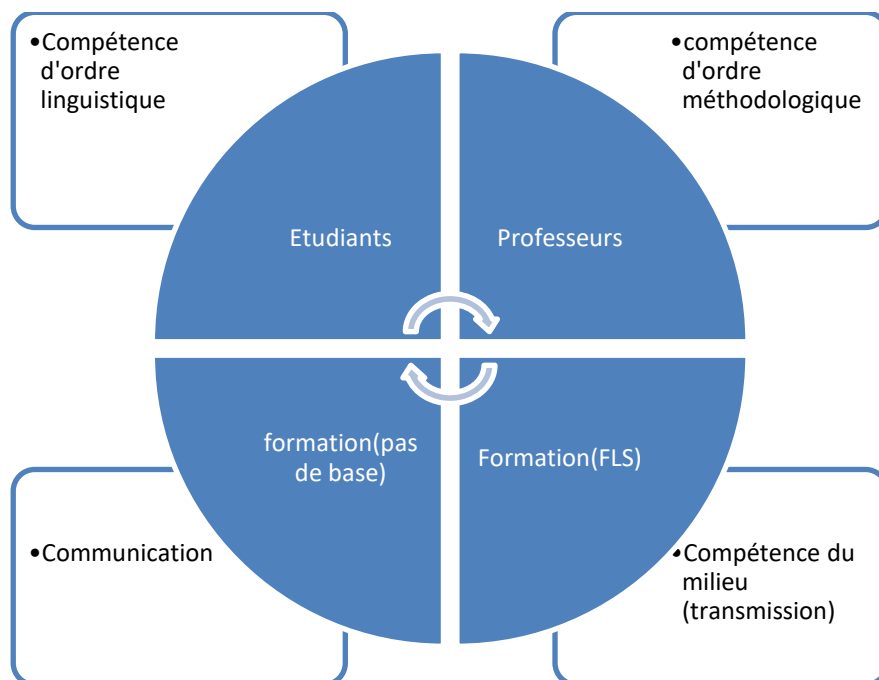 •Compétence
d'ordre
linguistique
•compétence
d'ordre
méthodologique
Etudiants
Professeurs
formation(pas
de base)
Formation(FLS)
•Communication
•Compétence du
milieu
(transmission)